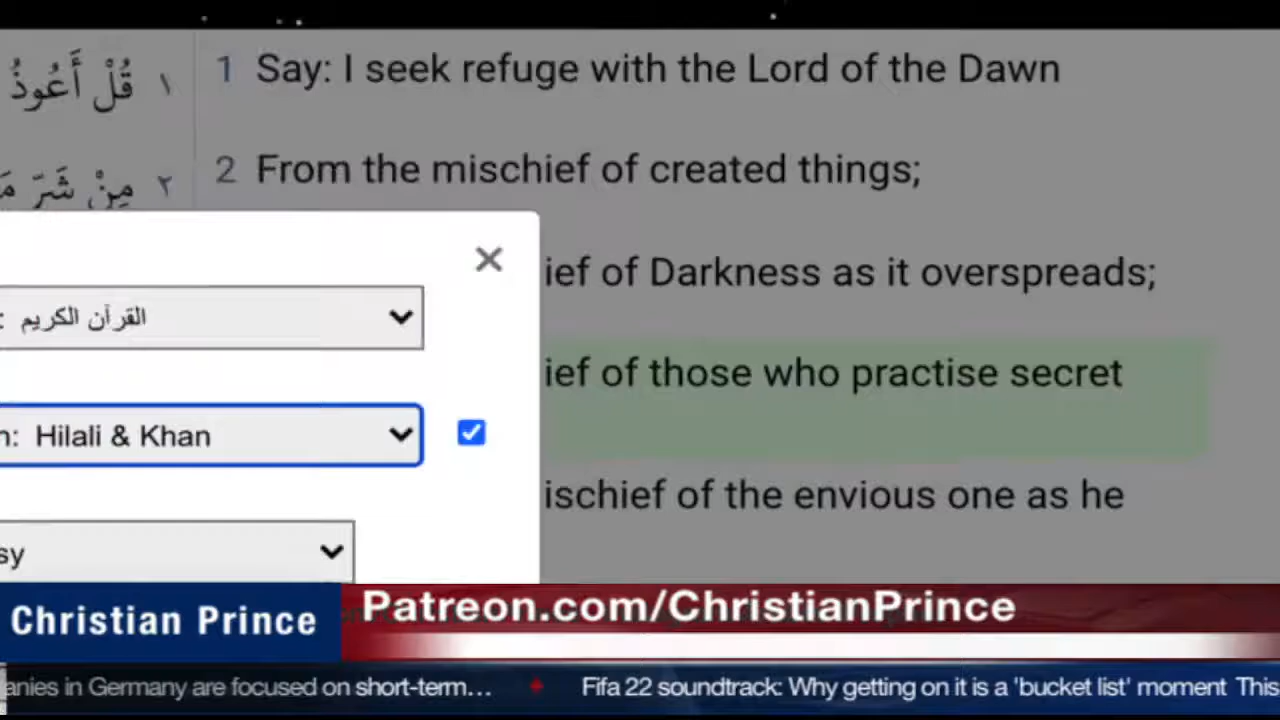 ١ قُلْ أَعُوذُ
1 Say: I seek refuge with the Lord of the Dawn
٢ مِنْ شَرِّ مَ
2 From the mischief of created things;
ief of Darkness as it overspreads;
: القرآن الكريم
ief of those who practise secret
n: Hilali & Khan
ischief of the envious one as he
sy
Christian Prince
Patreon.com/ChristianPrince
anies in Germany are focused on short-term... Fifa 22 soundtrack: Why getting on it is a 'bucket list' moment This